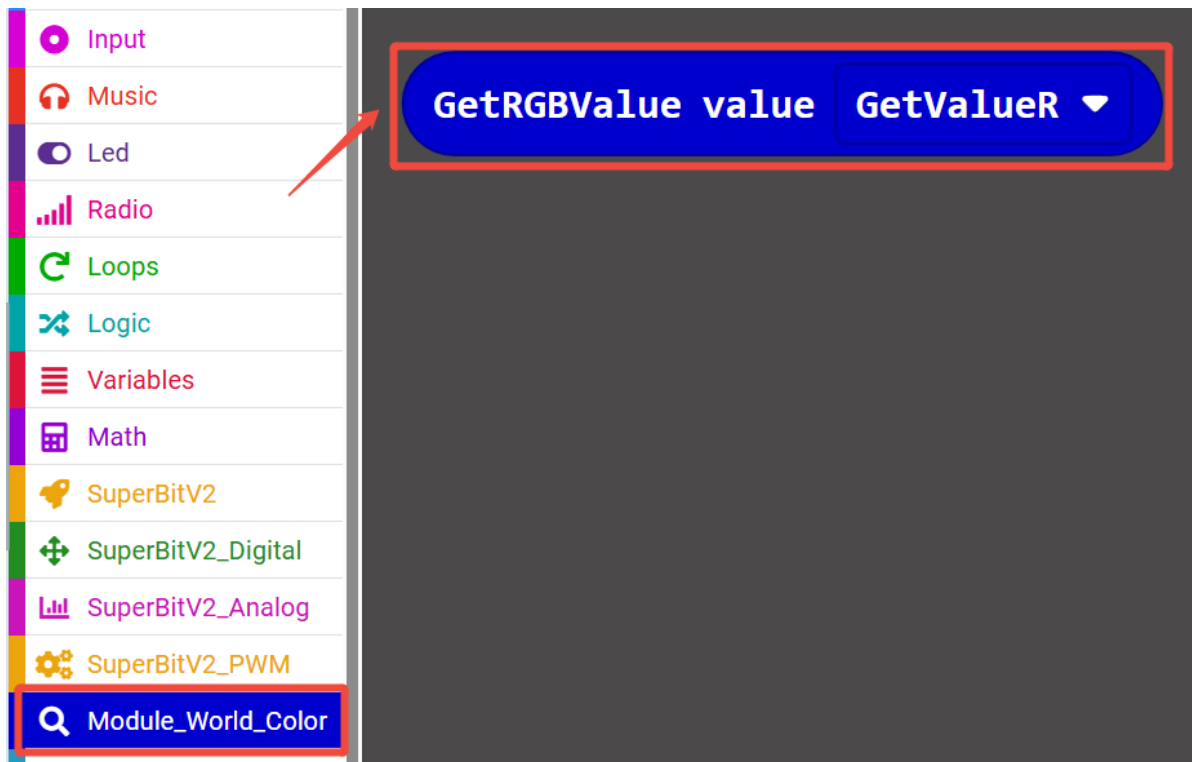 Input
Music
Led
Radio
Loops
Logic
Variables
Math
SuperBitV2
SuperBitV2_Digital
SuperBitV2_Analog
SuperBitV2_PWM
Module_World_Color
GetRGBValue value GetValueR